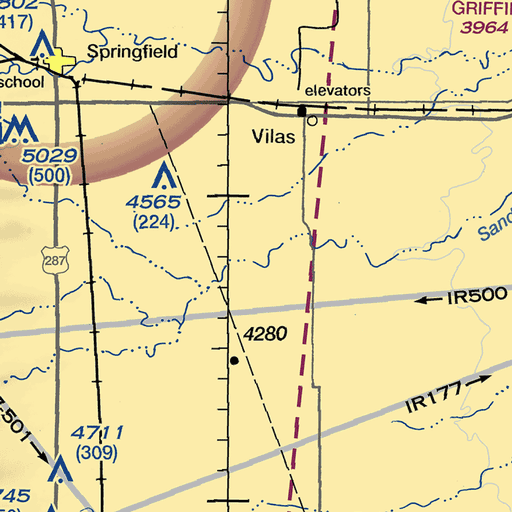 GRIFFI
3964
802
417)
Springfield
school
elevators
Vilas
5029
(500)
4565
(224)
Sand
287
IR500
4280
IR177
-501
4711
(309)
745